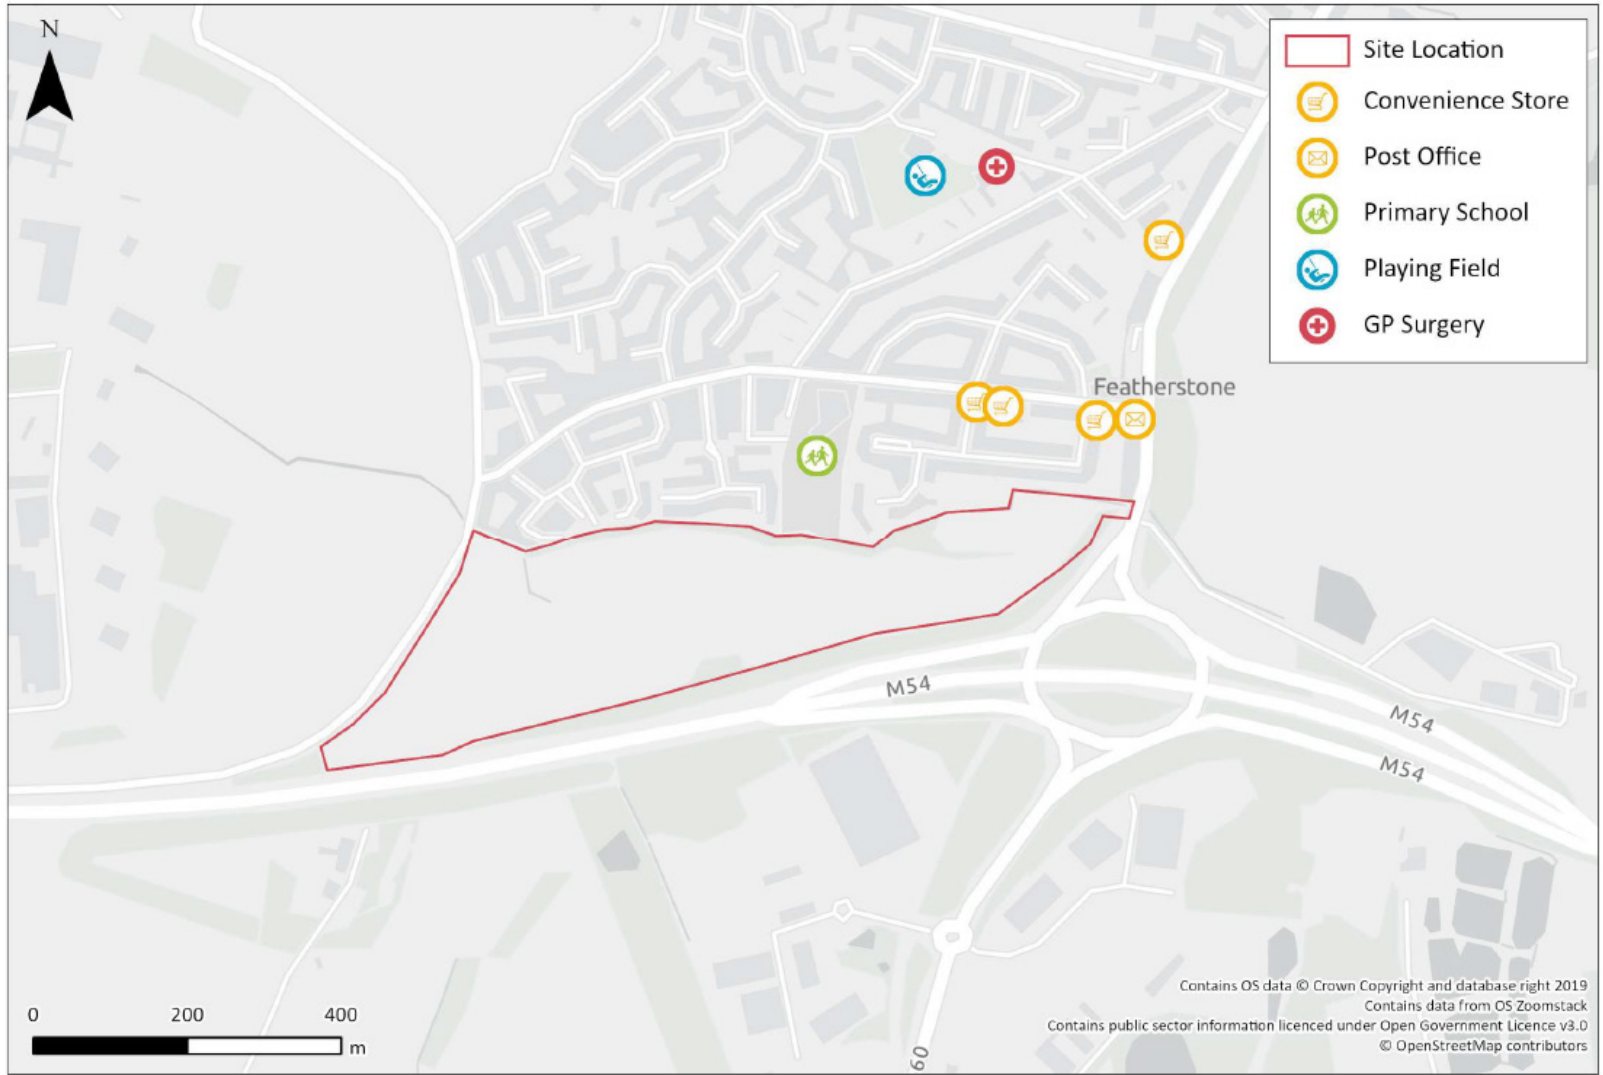 N
Site Location
Convenience Store
Post Office
Primary School
Playing Field
GP Surgery
Featherstone
M54
M54
M54
0 200 400
m
60
Contains OS data © Crown Copyright and database right 2019
Contains data from OS Zoomstack
Contains public sector information licenced under Open Government Licence v3.0
© OpenStreetMap contributors